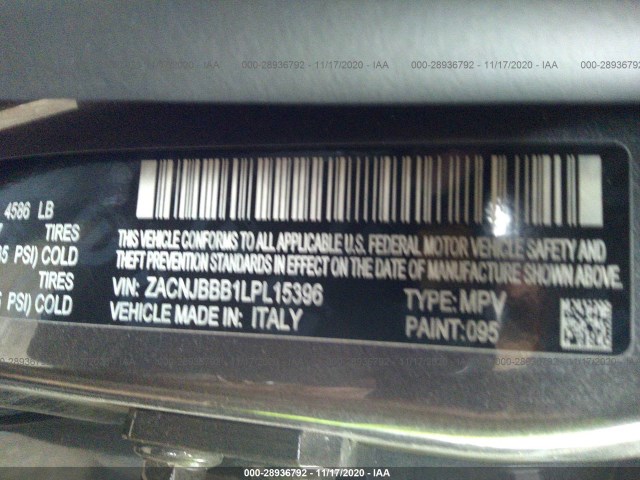 000-28936792 - 11/17/2020 - IAA
000-28936792 - 11/17/2020 - IAA
4586 LB
TIRES
PSI) COLD
TIRES
PSI) COLD
THIS VEHICLE CONFORMS TO ALL APPLICABLE U.S. FEDERAL MOTOR VEHICLE SAFETY AND
THEFT PREVENTION STANDARDS IN EFFECT ON THE DATE OF MANUFACTURE SHOWN ABOVE.
VIN: ZACNJBBB1LPL15396 TYPE: MPV
VEHICLE MADE IN: ITALY PAINT: 095
000-28936792 - 11/17/2020 - IAA
000-28936792 - 11/17/2020 - IAA
000-28936792 - 11/17/2020 - IAA